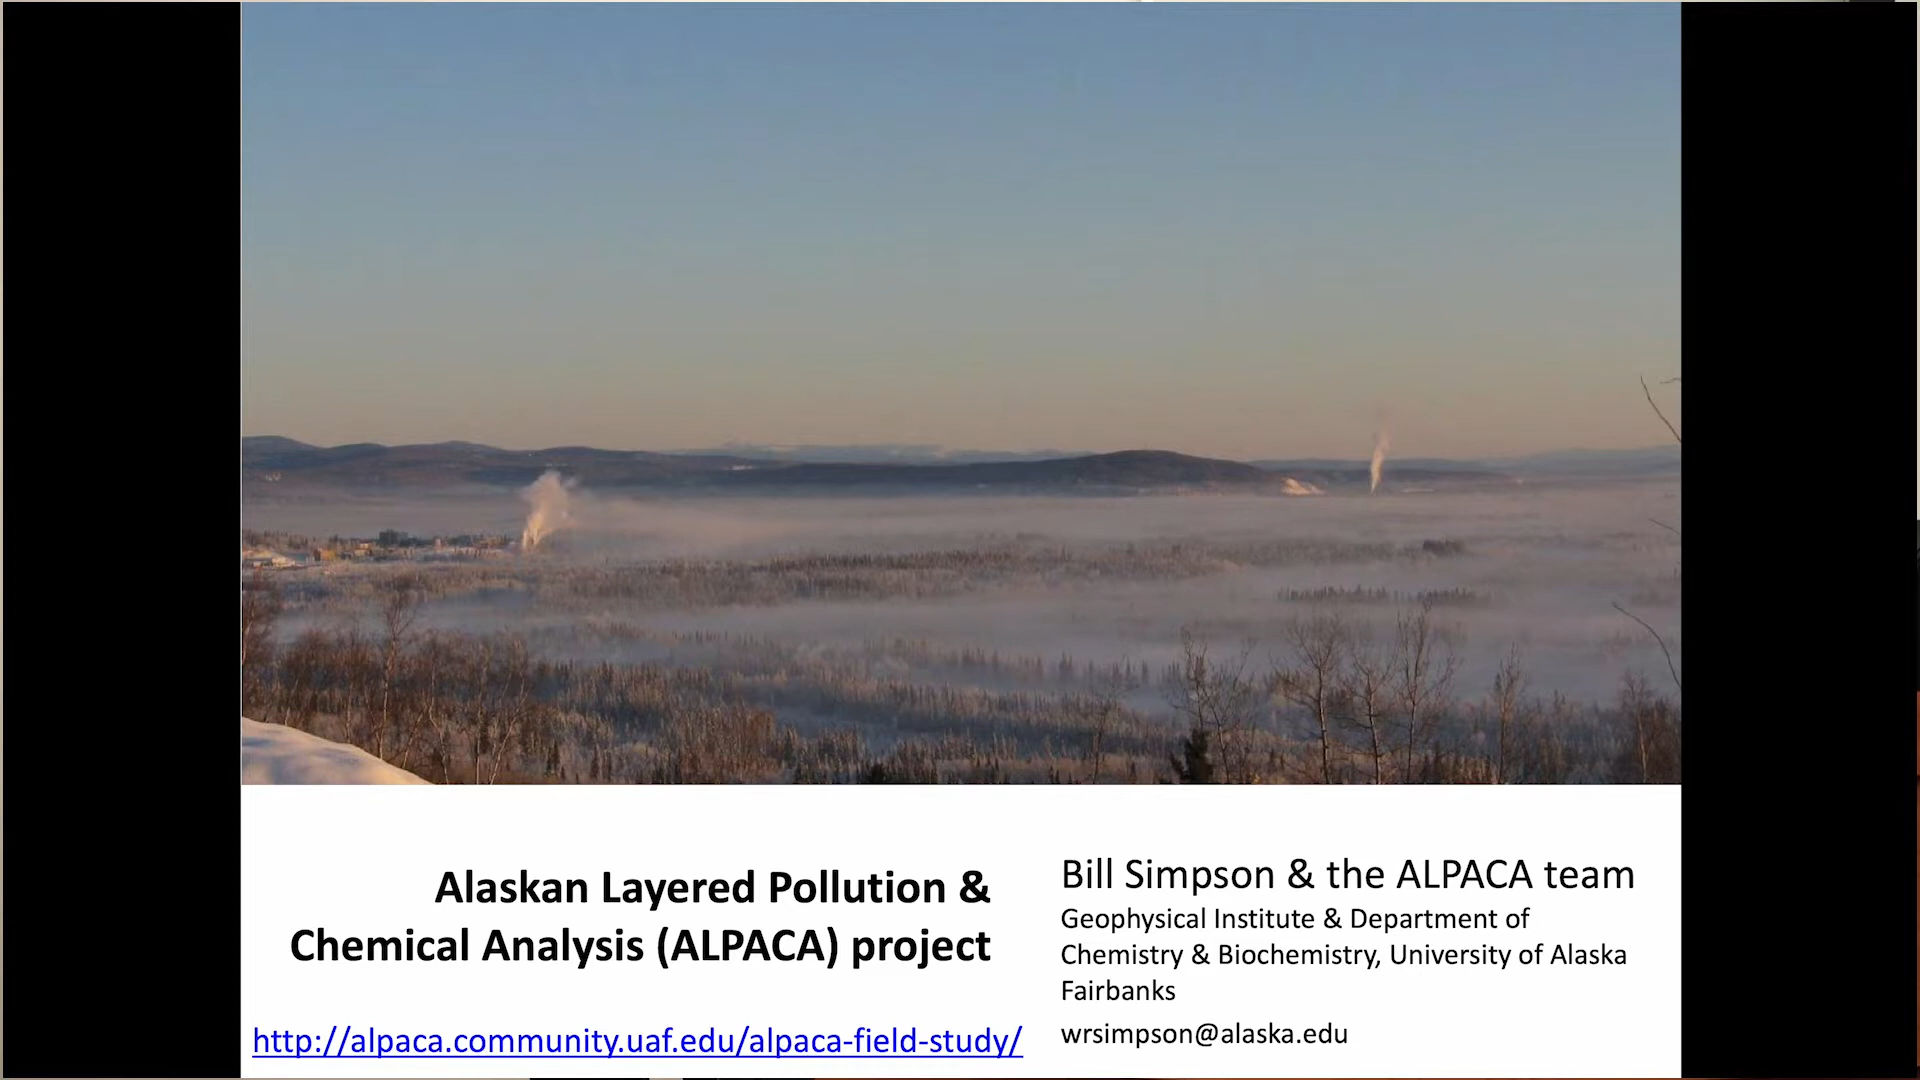 Alaskan Layered Pollution &
Chemical Analysis (ALPACA) project
http://alpaca.community.uaf.edu/alpaca-field-study/
Bill Simpson & the ALPACA team
Geophysical Institute & Department of
Chemistry & Biochemistry, University of Alaska
Fairbanks
wrsimpson@alaska.edu